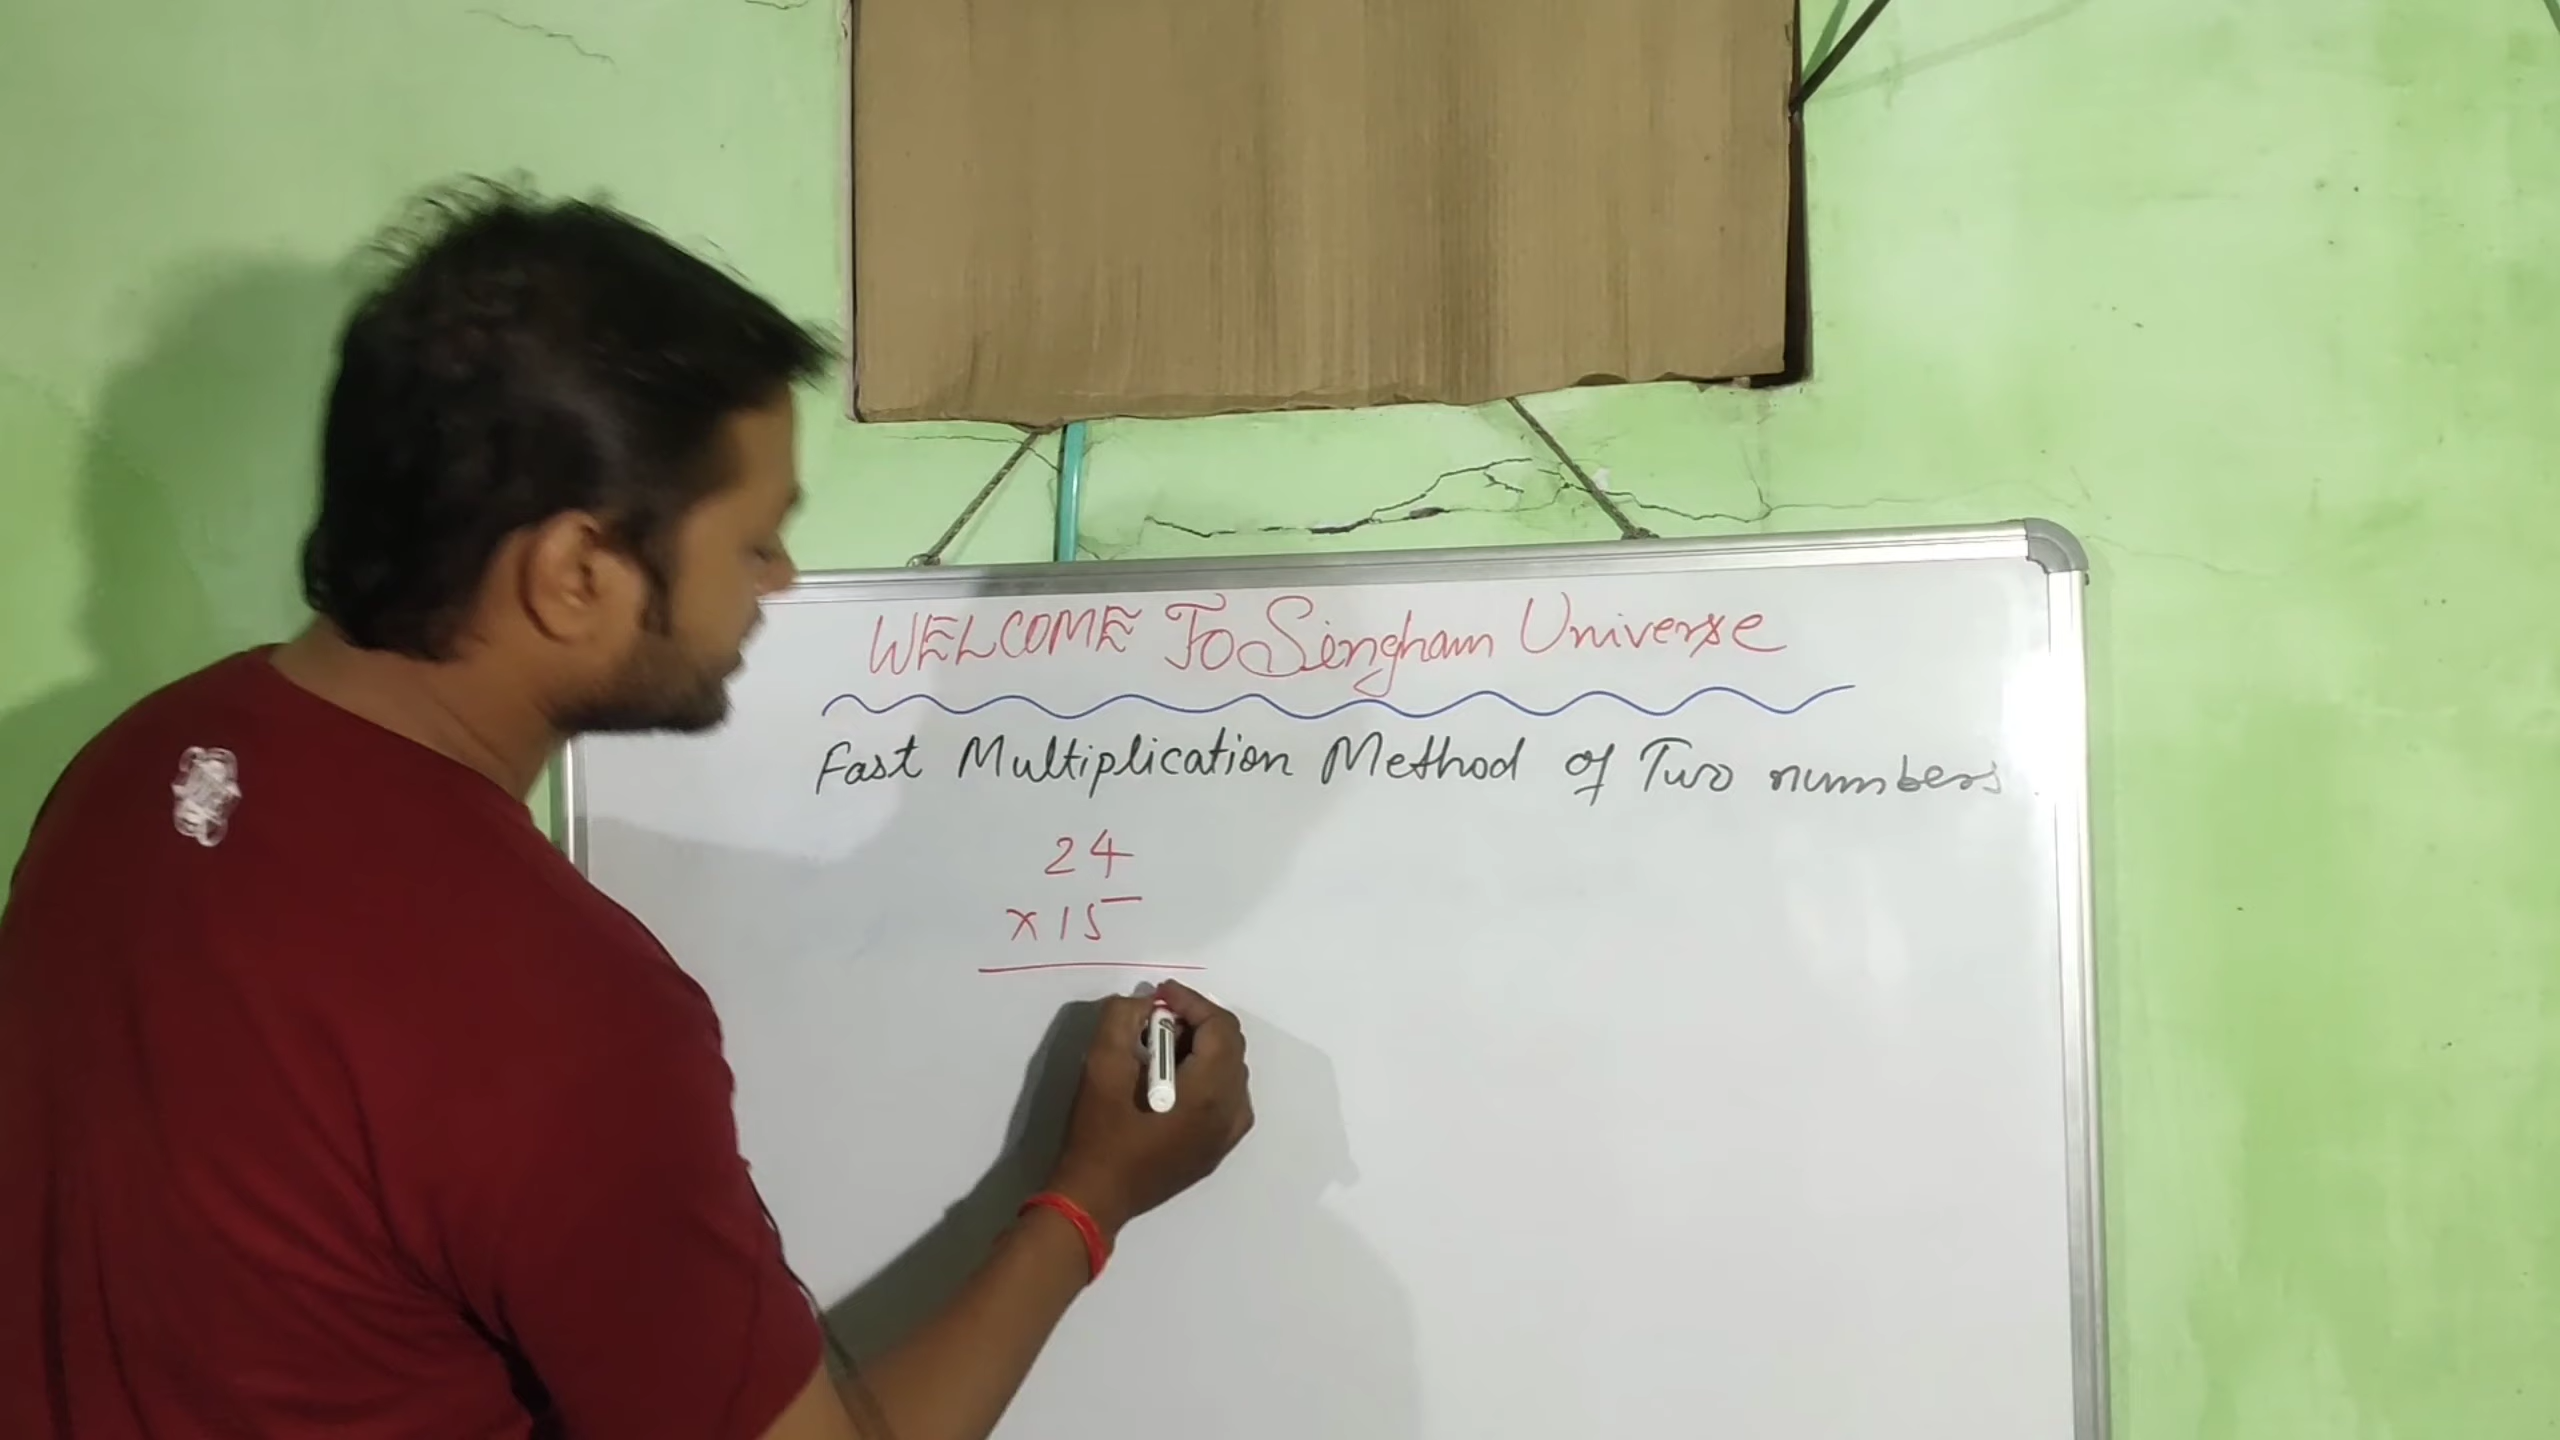 WELCOME To Singham Universe
Fast Multiplication Method of Two numbers
24
×15